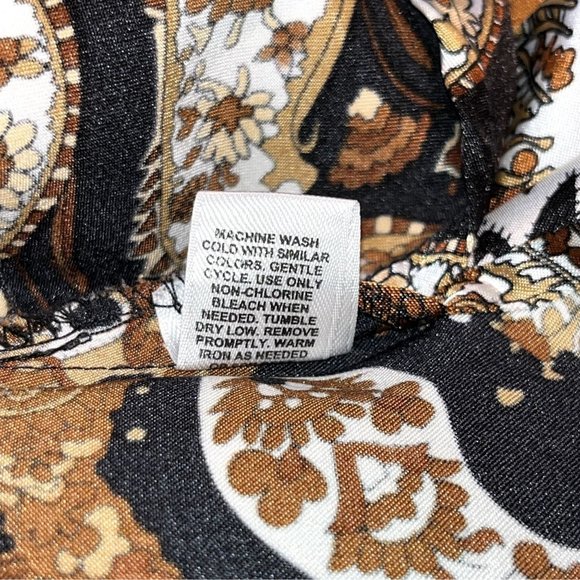 MACHINE WASH
COLD WITH SIMILAR
COLORS. GENTLE
CYCLE. USE ONLY
NON-CHLORINE
BLEACH WHEN
NEEDED. TUMBLE
DRY LOW. REMOVE
PROMPTLY. WARM
IRON AS NEEDED